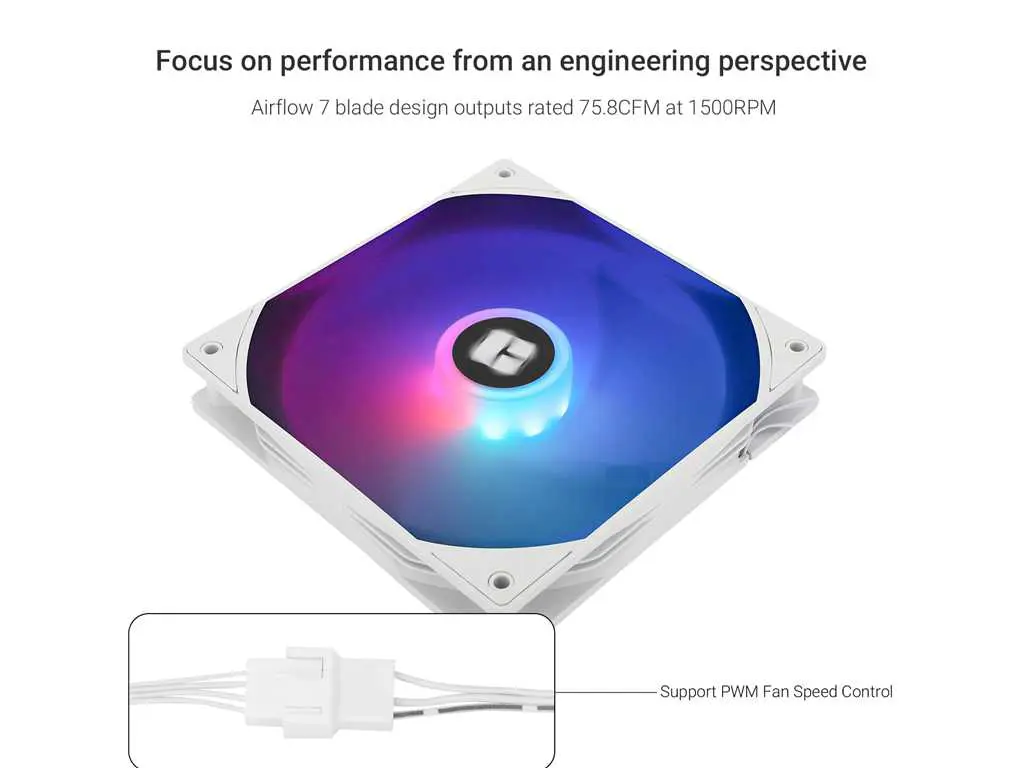 Focus on performance from an engineering perspective
Airflow 7 blade design outputs rated 75.8CFM at 1500RPM
Support PWM Fan Speed Control